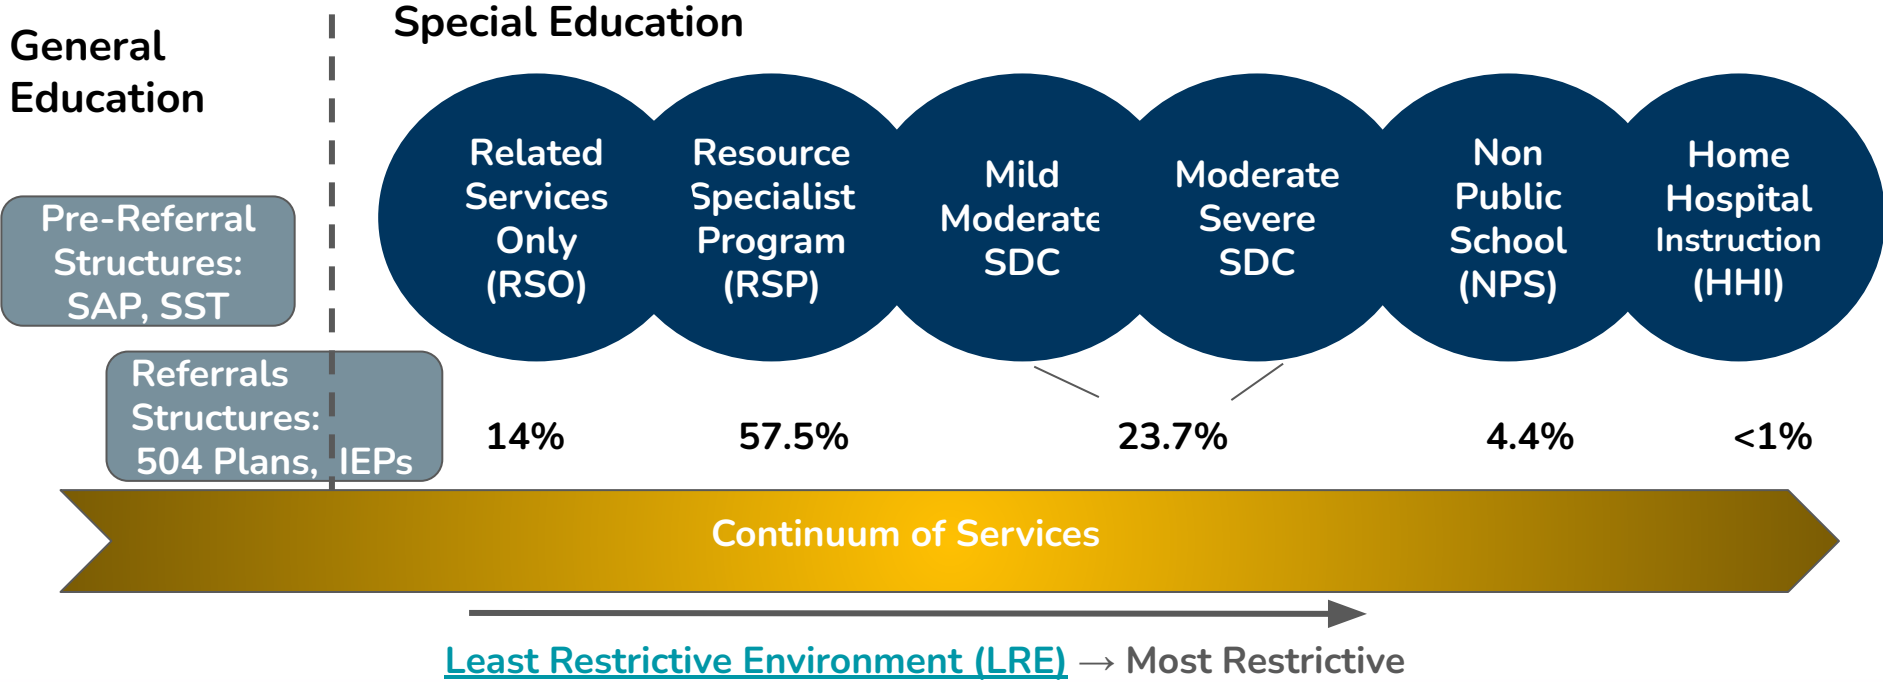 General
Education
Special Education
Pre-Referral
Structures:
SAP, SST
Referrals
Structures:
504 Plans, IEPs
Related
Services
Only
(RSO)
Resource
Specialist
Program
(RSP)
Mild
Moderate
SDC
Moderate
Severe
SDC
Non
Public
School
(NPS)
Home
Hospital
Instruction
(HHI)
14%
57.5%
23.7%
4.4%
<1%
Continuum of Services
Least Restrictive Environment (LRE) → Most Restrictive